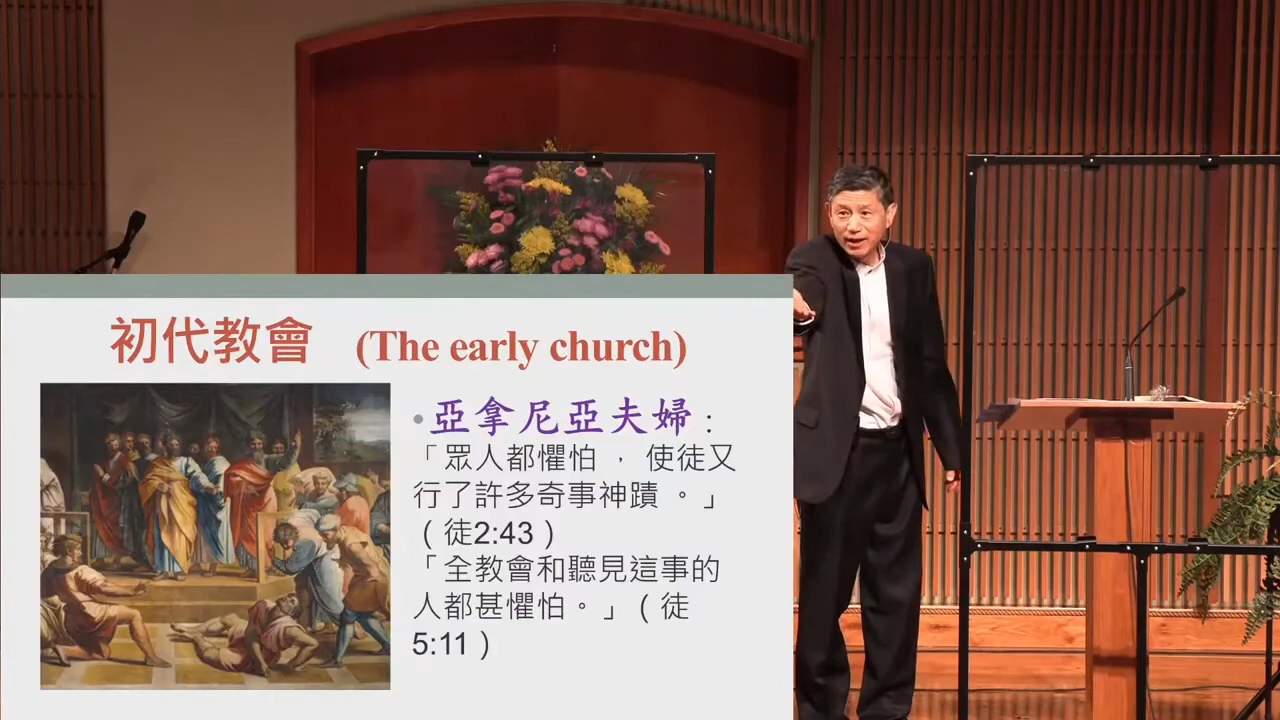 初代教會 (The early church)
•亞拿尼亞夫婦：
「眾人都懼怕 ， 使徒又
行了許多奇事神蹟 。」
（徒2:43）
「全教會和聽見這事的
人都甚懼怕。」（徒
5:11）